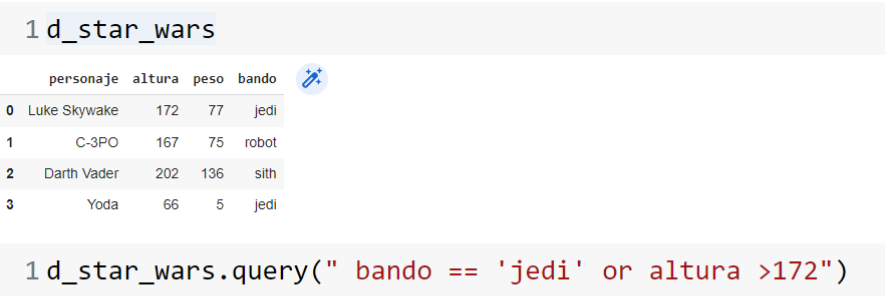 1 d_star_wars
personaje altura peso bando
0 Luke Skywake 172 77 jedi
1 C-3PO 167 75 robot
2 Darth Vader 202 136 sith
3 Yoda 66 5 jedi
1 d_star_wars.query(" bando == 'jedi' or altura >172")